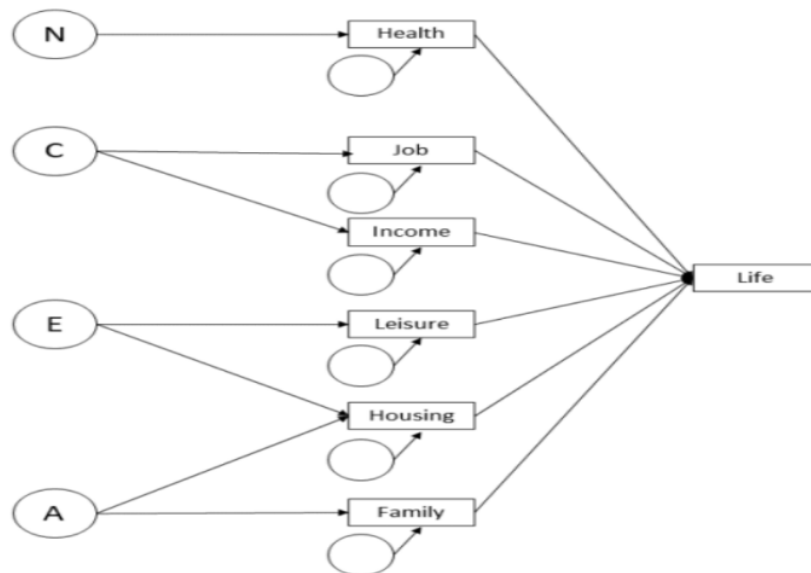 N
Health
C
Job
Income
Life
E
Leisure
Housing
A
Family